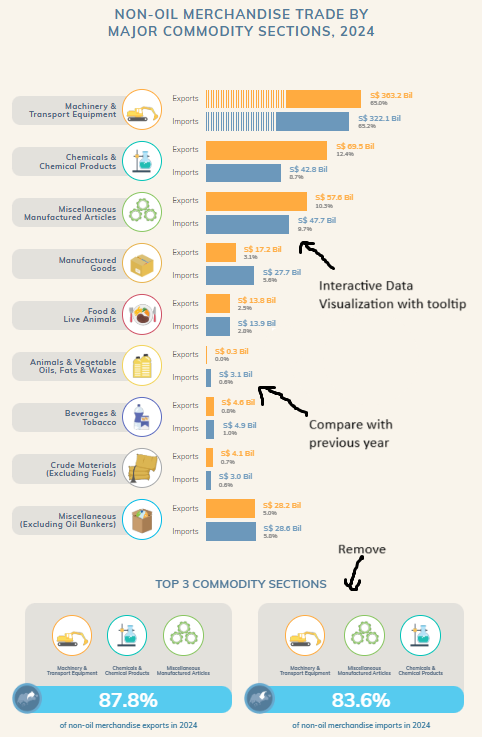 NON-OIL MERCHANDISE TRADE BY
MAJOR COMMODITY SECTIONS, 2024
Machinery &
Transport Equipment
Exports
S$ 363.2 Bil
65.0%
Imports
S$ 322.1 Bil
65.2%
Chemicals &
Chemical Products
Exports
S$ 69.5 Bil
12.4%
Imports
S$ 42.8 Bil
8.7%
Miscellaneous
Manufactured Articles
Exports
S$ 57.6 Bil
10.3%
Imports
S$ 47.7 Bil
9.7%
Manufactured
Goods
Exports
S$ 17.2 Bil
3.1%
Imports
S$ 27.7 Bil
5.6%
Interactive Data
Visualization with tooltip
Food &
Live Animals
Exports
S$ 13.8 Bil
2.5%
Imports
S$ 13.9 Bil
2.8%
Animals & Vegetable
Oils, Fats & Waxes
Exports
S$ 0.3 Bil
0.0%
Imports
S$ 3.1 Bil
0.6%
Beverages &
Tobacco
Exports
S$ 4.6 Bil
0.8%
Imports
S$ 4.9 Bil
1.0%
Compare with
previous year
Crude Materials
(Excluding Fuels)
Exports
S$ 4.1 Bil
0.7%
Imports
S$ 3.0 Bil
0.6%
Miscellaneous
(Excluding Oil Bunkers)
Exports
S$ 28.2 Bil
5.0%
Imports
S$ 28.6 Bil
5.8%
Remove
TOP 3 COMMODITY SECTIONS
Machinery &
Transport Equipment
Chemicals &
Chemical Products
Miscellaneous
Manufactured Articles
87.8%
of non-oil merchandise exports in 2024
Machinery &
Transport Equipment
Miscellaneous
Manufactured Articles
Chemicals &
Chemical Products
83.6%
of non-oil merchandise imports in 2024